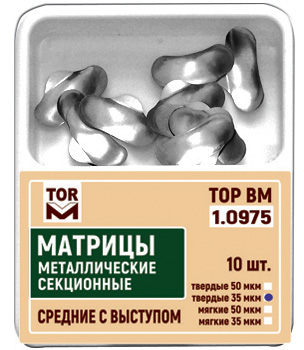 TOR
М
ТОР ВМ
1.0975
МАТРИЦЫ
МЕТАЛЛИЧЕСКИЕ
СЕКЦИОННЫЕ
10 шт.
твердые 50 мкм
твердые 35 мкм
мягкие 50 мкм
мягкие 35 мкм
СРЕДНИЕ С ВЫСТУПОМ